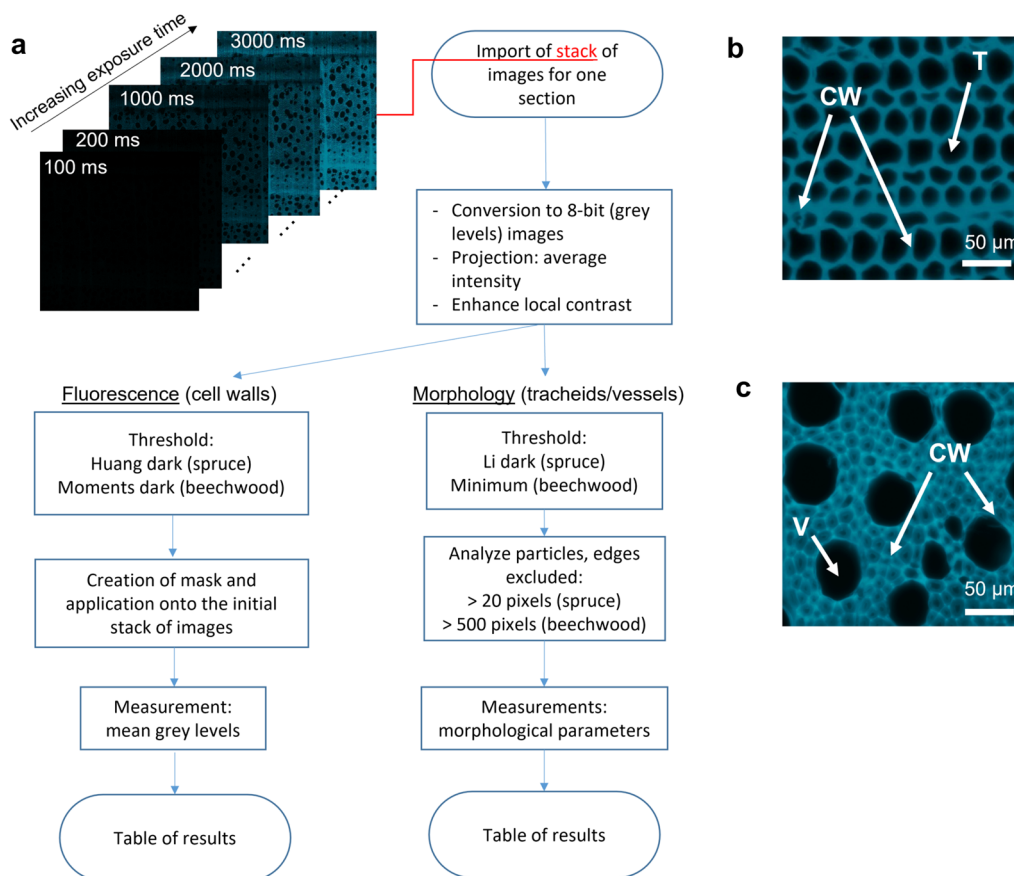 a
Increasing exposure time
3000 ms
2000 ms
1000 ms
200 ms
100 ms
Import of stack of
images for one
section
- Conversion to 8-bit (grey
levels) images
- Projection: average
intensity
- Enhance local contrast
Fluorescence (cell walls)
Threshold:
Huang dark (spruce)
Moments dark (beechwood)
Creation of mask and
application onto the initial
stack of images
Measurement:
mean grey levels
Table of results
Morphology (tracheids/vessels)
Threshold:
Li dark (spruce)
Minimum (beechwood)
Analyze particles, edges
excluded:
> 20 pixels (spruce)
> 500 pixels (beechwood)
Measurements:
morphological parameters
Table of results
b
T
CW
50 µm
c
CW
V
50 µm